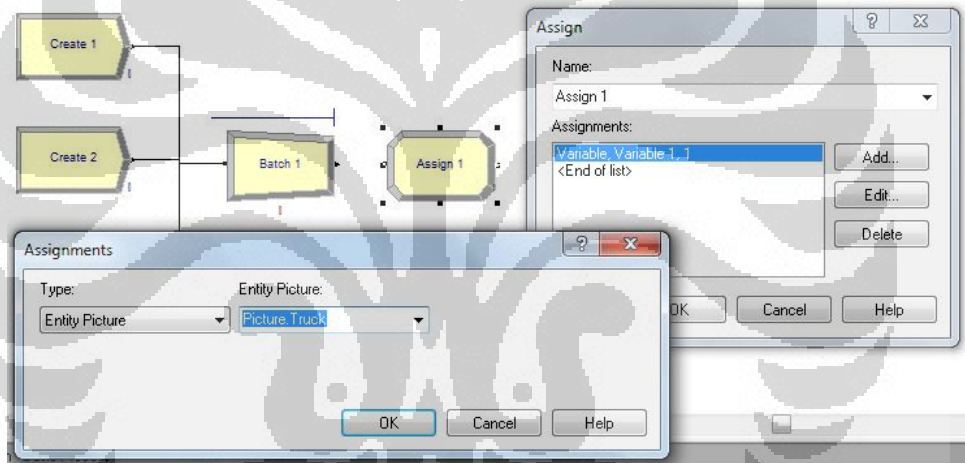 Create 1
Create 2
Batch 1
Assign 1
Assign
Name:
Assign 1
Assignments:
Variable, Variable 1, 1
<End of list>
Add...
Edit...
Delete
OK
Cancel
Help
Assignments
Type:
Entity Picture:
Entity Picture
Picture.Truck
OK
Cancel
Help